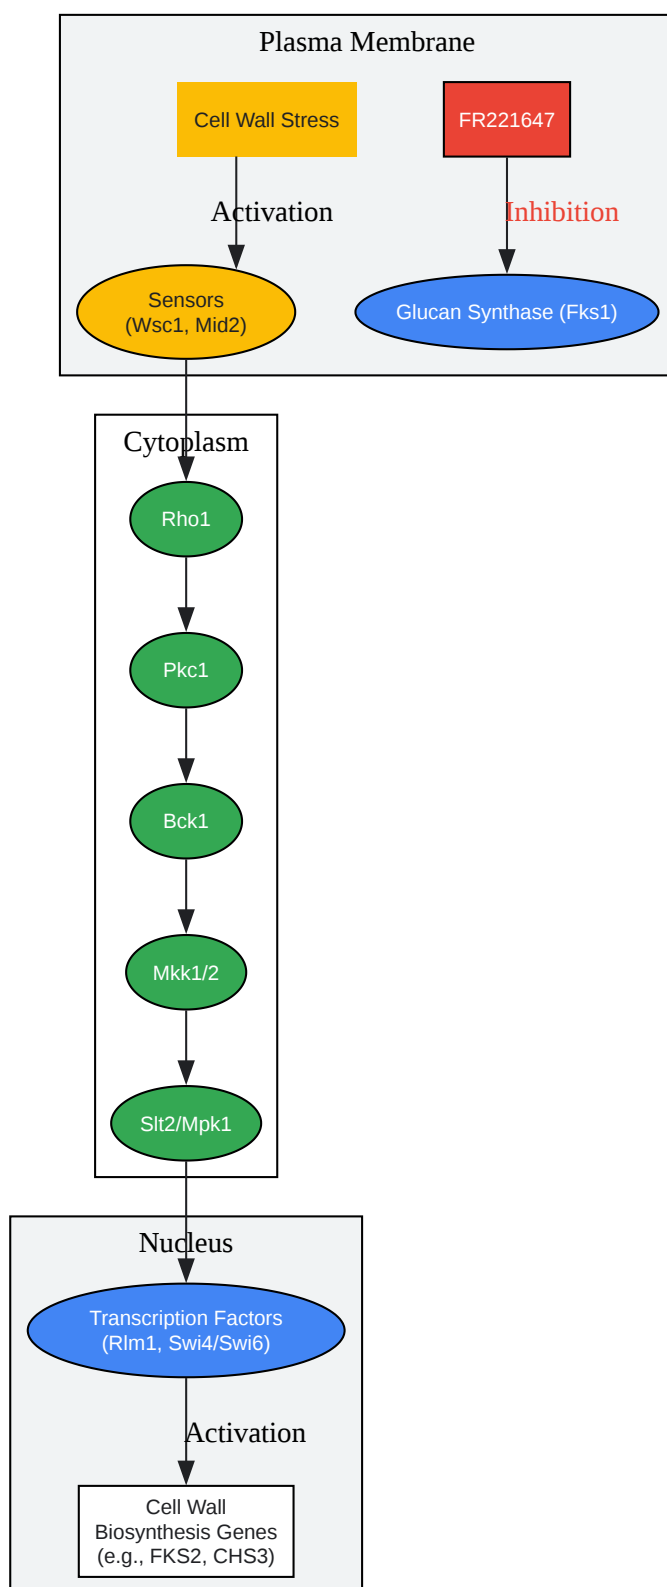 Plasma Membrane
Cell Wall Stress
FR221647
Activation
Inhibition
Sensors
(Wsc1, Mid2)
Glucan Synthase (Fks1)
Cytoplasm
Rho1
Pkc1
Bck1
Mkk1/2
Slt2/Mpk1
Nucleus
Transcription Factors
(Rlm1, Swi4/Swi6)
Activation
Cell Wall
Biosynthesis Genes
(e.g., FKS2, CHS3)